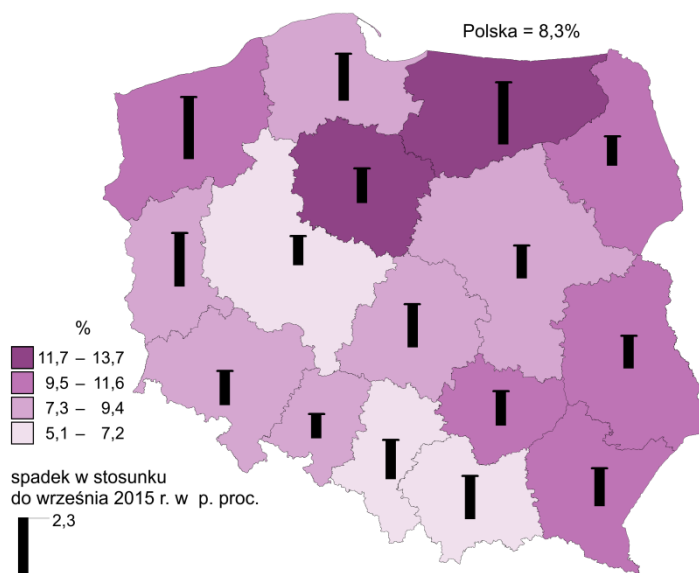 Polska = 8,3%
%
11,7 – 13,7
9,5 – 11,6
7,3 – 9,4
5,1 – 7,2
spadek w stosunku
do września 2015 r. w p. proc.
2,3